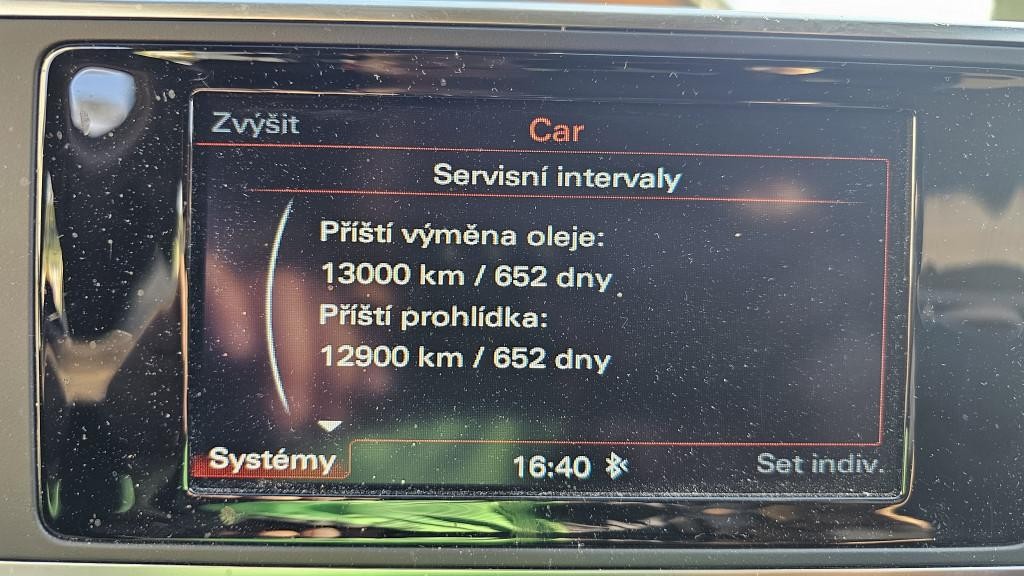 Zvýšit
Car
Servisní intervaly
Příští výměna oleje:
13000 km / 652 dny
Příští prohlídka:
12900 km / 652 dny
Systémy
16:40
Set indiv.